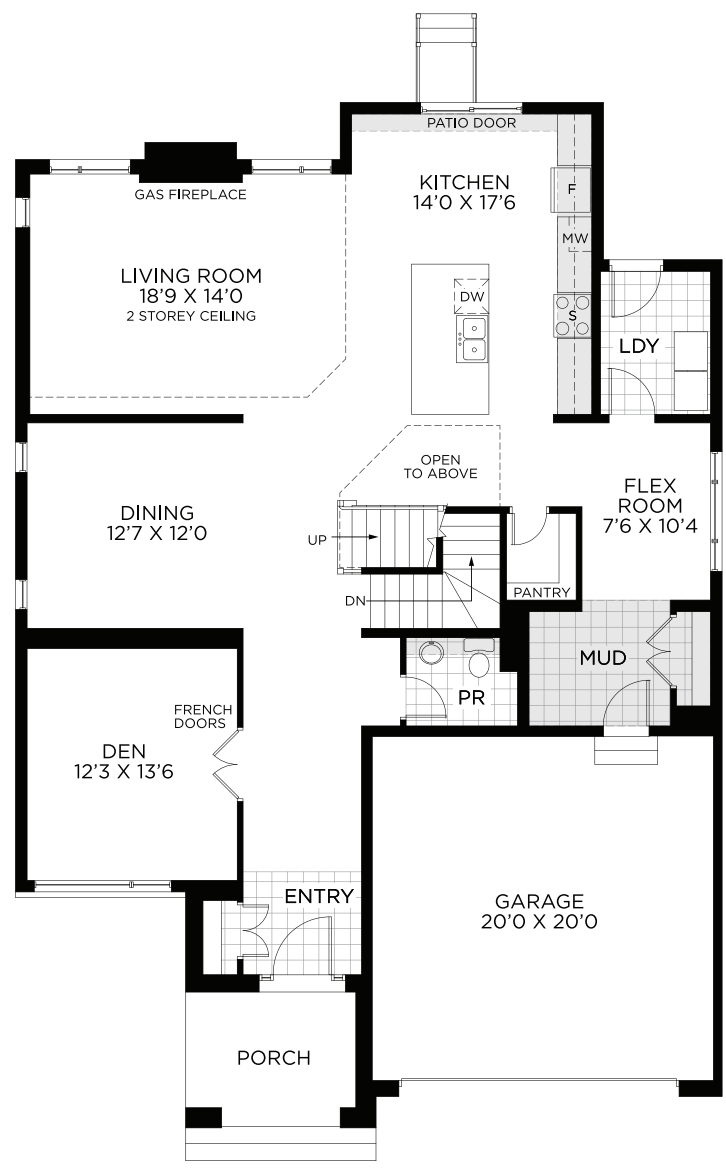 PATIO DOOR
GAS FIREPLACE
KITCHEN
14'0 X 17'6
F
MW
LIVING ROOM
18'9 X 14'0
2 STOREY CEILING
DW
S
LDY
OPEN
TO ABOVE
DINING
12'7 X 12'0
FLEX
ROOM
7'6 X 10'4
UP
DN
PANTRY
MUD
PR
FRENCH
DOORS
DEN
12'3 X 13'6
ENTRY
GARAGE
20'0 X 20'0
PORCH